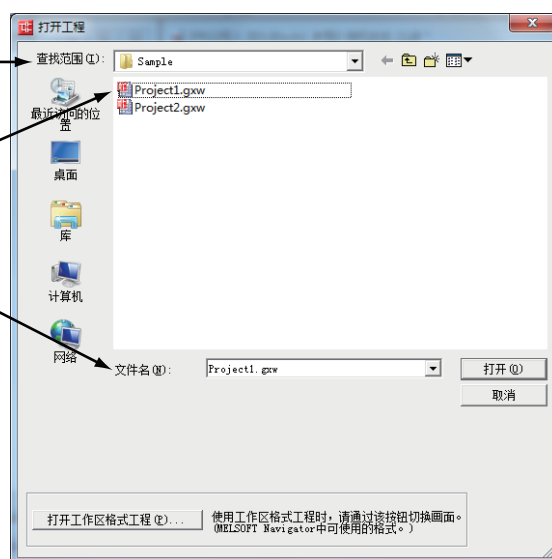 打开工程
查找范围(I):
Sample
最近访问的位置
桌面
库
计算机
网络
Project1.gxw
Project2.gxw
文件名(N):
Project1.gxw
打开(O)
取消
打开工作区格式工程(P)...
使用工作区格式工程时，请通过该按钮切换画面。
(MELSOFT Navigator中可使用的格式。)